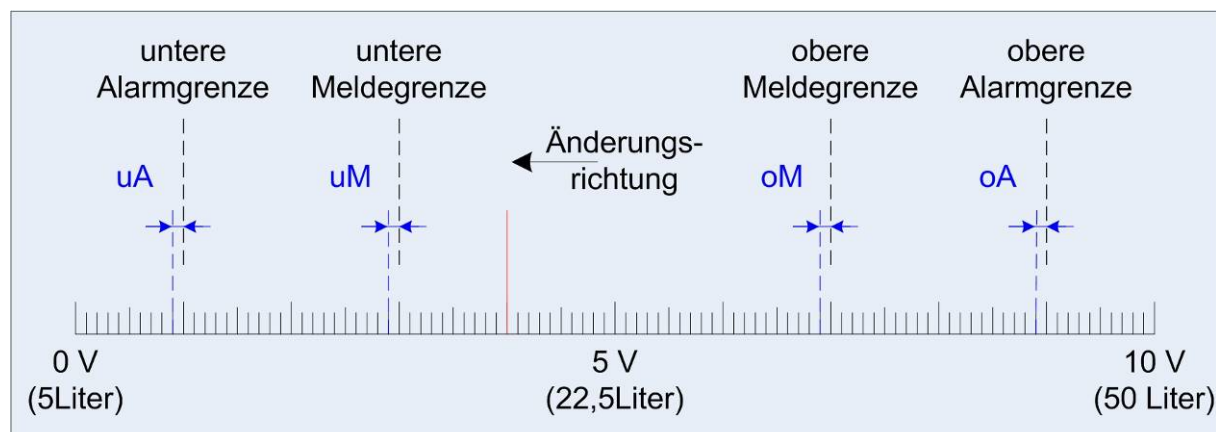 untere
Alarmgrenze
untere
Meldegrenze
obere
Meldegrenze
obere
Alarmgrenze
Änderungs-
richtung
uA
uM
oM
oA
0 V
(5Liter)
5 V
(22,5Liter)
10 V
(50 Liter)